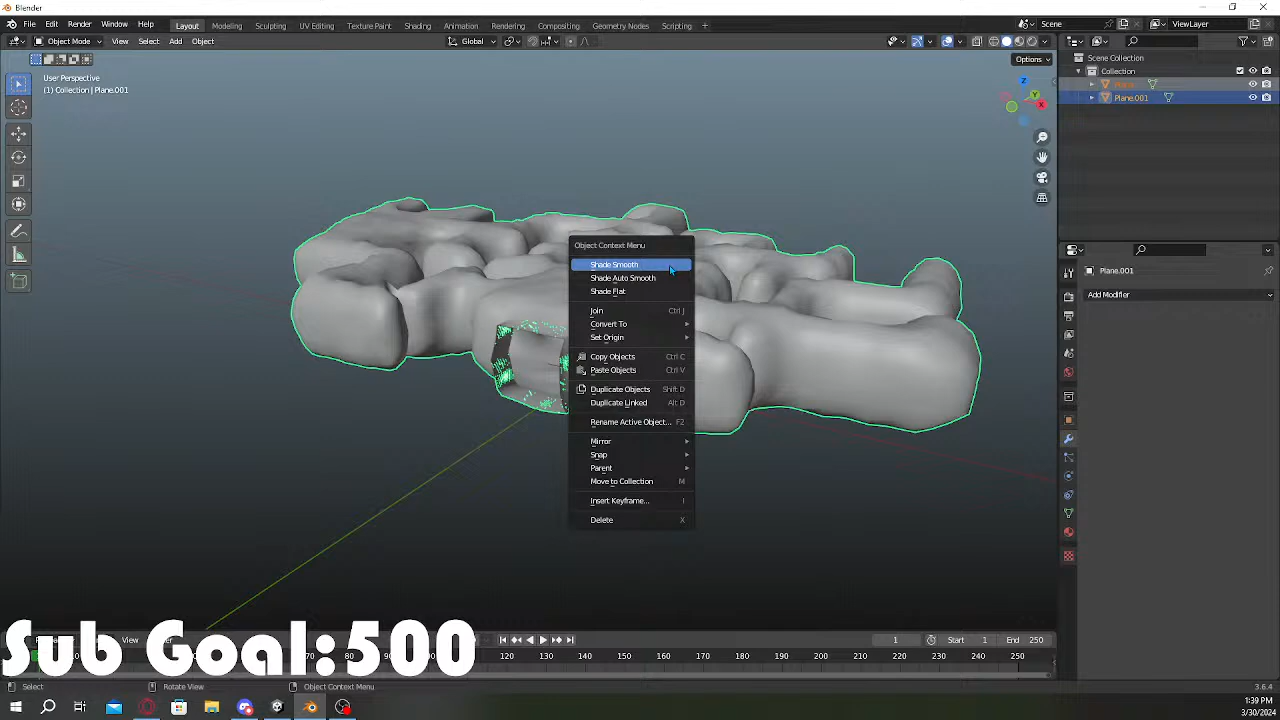 Blender
File Edit Render Window Help
Layout Modeling Sculpting UV Editing Texture Paint Shading Animation Rendering Compositing Geometry Nodes Scripting +
Scene
ViewLayer
Object Mode View Select Add Object
Global
Options
User Perspective
(1) Collection | Plane.001
Z
Y
X
Scene Collection
Collection
Plane.001
Plane.001
Add Modifier
Object Context Menu
Shade Smooth
Shade Auto Smooth
Shade Flat
Join Ctrl J
Convert To
Set Origin
Copy Objects Ctrl C
Paste Objects Ctrl V
Duplicate Objects Shift D
Duplicate Linked Alt D
Rename Active Object... F2
Mirror
Snap
Parent
Move to Collection M
Insert Keyframe... I
Delete X
Sub Goal:500
View
1 Start 1 End 250
120 130 140 150 160 170 180 190 200 210 220 230 240 250
Select Rotate View Object Context Menu
3.6.4
1:39 PM
3/30/2024